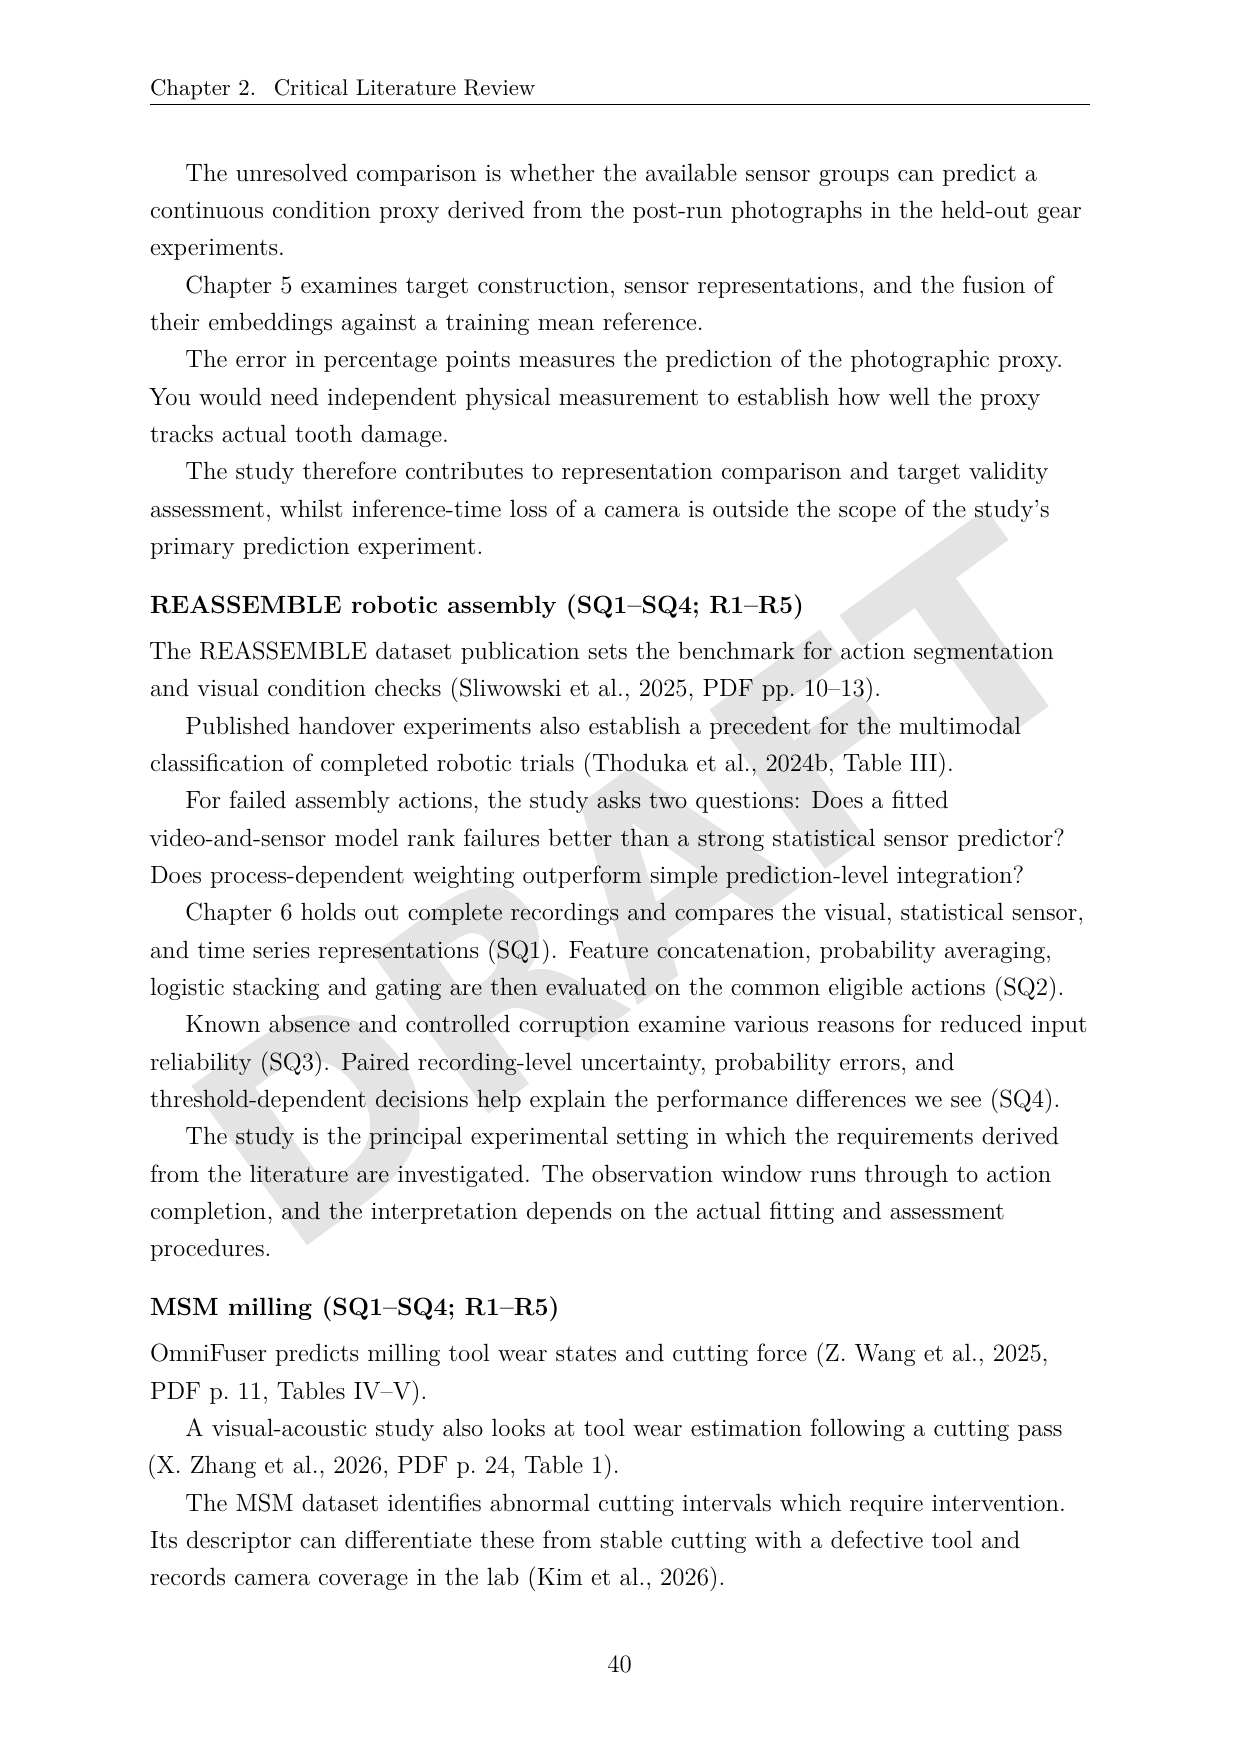 Chapter 2. Critical Literature Review
The unresolved comparison is whether the available sensor groups can predict a
continuous condition proxy derived from the post-run photographs in the held-out gear
experiments.
Chapter 5 examines target construction, sensor representations, and the fusion of
their embeddings against a training mean reference.
The error in percentage points measures the prediction of the photographic proxy.
You would need independent physical measurement to establish how well the proxy
tracks actual tooth damage.
The study therefore contributes to representation comparison and target validity
assessment, whilst inference-time loss of a camera is outside the scope of the study's
primary prediction experiment.
REASSEMBLE robotic assembly (SQ1–SQ4; R1–R5)
The REASSEMBLE dataset publication sets the benchmark for action segmentation
and visual condition checks (Sliwowski et al., 2025, PDF pp. 10–13).
Published handover experiments also establish a precedent for the multimodal
classification of completed robotic trials (Thoduka et al., 2024b, Table III).
For failed assembly actions, the study asks two questions: Does a fitted
video-and-sensor model rank failures better than a strong statistical sensor predictor?
Does process-dependent weighting outperform simple prediction-level integration?
Chapter 6 holds out complete recordings and compares the visual, statistical sensor,
and time series representations (SQ1). Feature concatenation, probability averaging,
logistic stacking and gating are then evaluated on the common eligible actions (SQ2).
Known absence and controlled corruption examine various reasons for reduced input
reliability (SQ3). Paired recording-level uncertainty, probability errors, and
threshold-dependent decisions help explain the performance differences we see (SQ4).
The study is the principal experimental setting in which the requirements derived
from the literature are investigated. The observation window runs through to action
completion, and the interpretation depends on the actual fitting and assessment
procedures.
MSM milling (SQ1–SQ4; R1–R5)
OmniFuser predicts milling tool wear states and cutting force (Z. Wang et al., 2025,
PDF p. 11, Tables IV–V).
A visual-acoustic study also looks at tool wear estimation following a cutting pass
(X. Zhang et al., 2026, PDF p. 24, Table 1).
The MSM dataset identifies abnormal cutting intervals which require intervention.
Its descriptor can differentiate these from stable cutting with a defective tool and
records camera coverage in the lab (Kim et al., 2026).
40
DRAFT